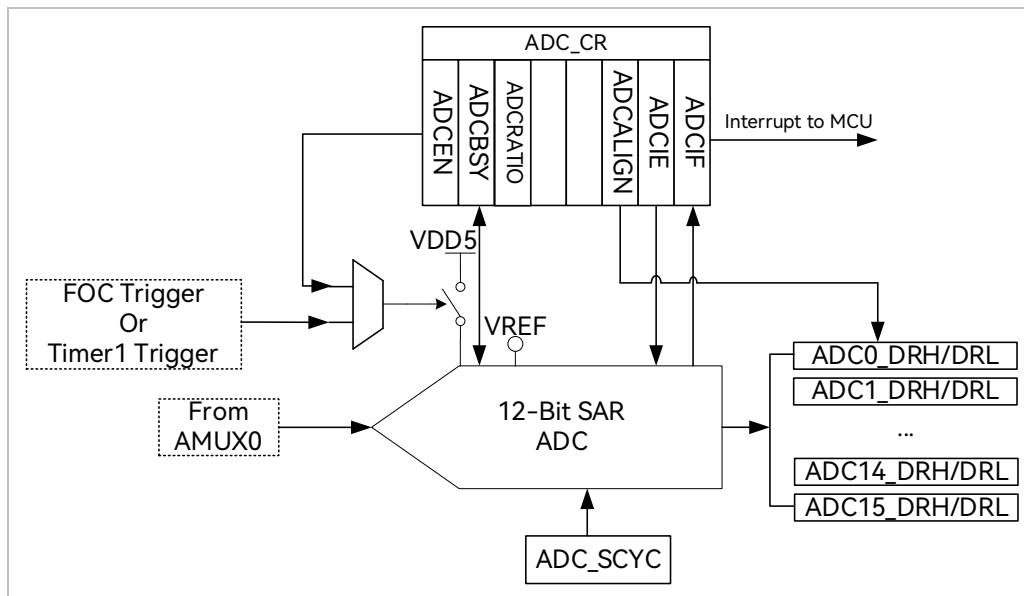 ADC_CR
ADCEN
ADCBSY
ADCRATIO
ADCALIGN
ADCIE
ADCIF
Interrupt to MCU
VDD5
FOC Trigger
Or
Timer1 Trigger
VREF
From
AMUX0
12-Bit SAR
ADC
ADC0_DRH/DRL
ADC1_DRH/DRL
...
ADC14_DRH/DRL
ADC15_DRH/DRL
ADC_SCYC